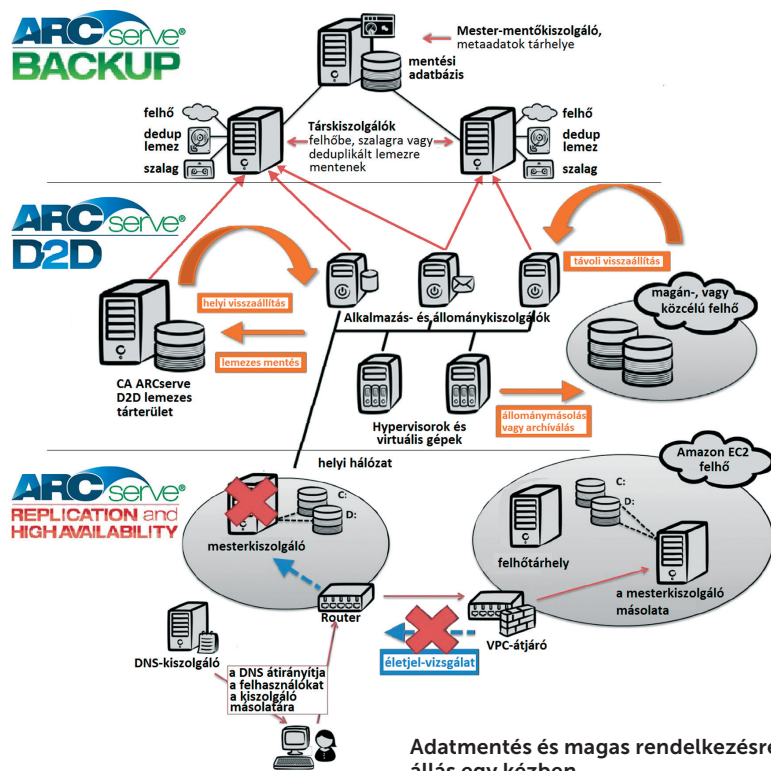 ARCserve®
BACKUP
Mester-mentőkiszolgáló,
metaadatok tárhelye
mentési
adatbázis
felhő
dedup
lemez
szalag
Társkiszolgálók
felhőbe, szalagra vagy
deduplikált lemezre
mentenek
felhő
dedup
lemez
szalag
ARCserve®
D2D
helyi visszaállítás
távoli visszaállítás
Alkalmazás- és állománykiszolgálók
magán-, vagy
közcélú felhő
lemezes mentés
CA ARCserve
D2D lemezes
tárterület
Hypervisorok és
virtuális gépek
állománymásolás
vagy archíválás
helyi hálózat
ARCserve®
REPLICATION and
HIGH AVAILABILITY
C:
D:
mesterkiszolgáló
Amazon EC2
felhő
C:
D:
felhőtárhely
a mesterkiszolgáló
másolata
Router
VPC-átjáró
életjel-vizsgálat
DNS-kiszolgáló
a DNS átirányítja
a felhasználókat
a kiszolgáló
másolatára
Adatmentés és magas rendelkezésre
állás egy kézben